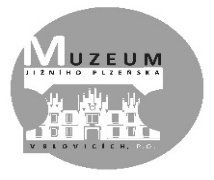 MUZEUM
JIŽNÍHO PLZEŇSKA
V BLOVICÍCH, P.O.